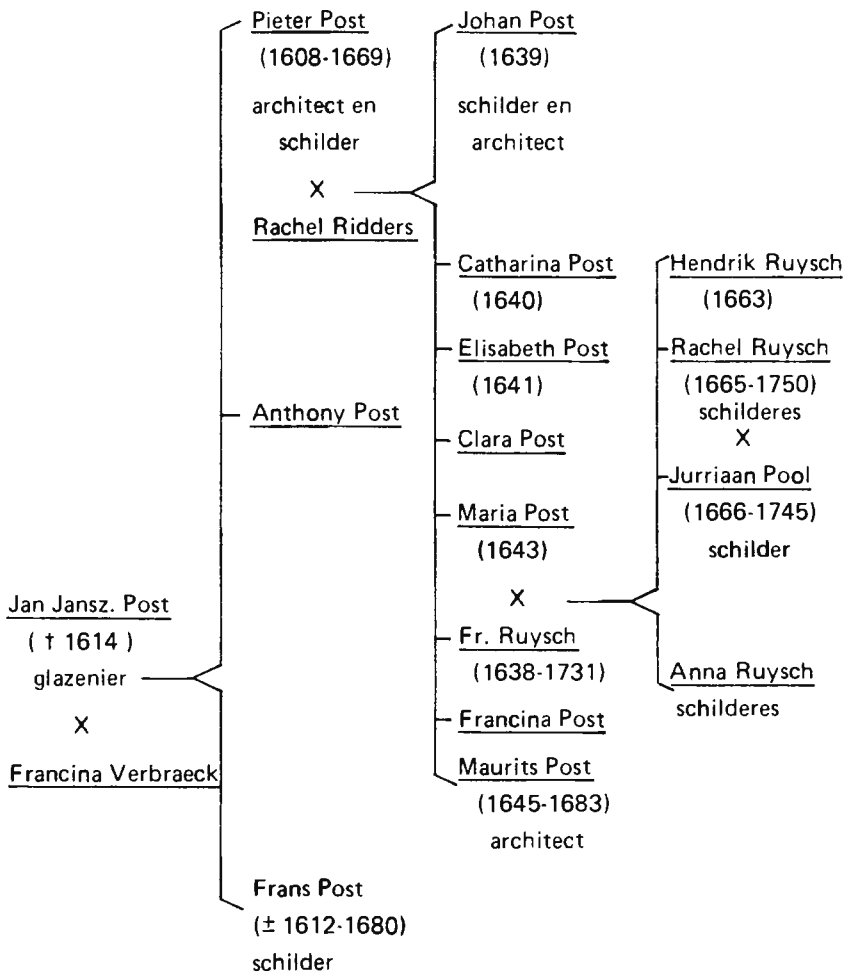 Pieter Post
(1608-1669)
architect en
schilder
X
Rachel Ridders
Anthony Post
Jan Jansz. Post
( † 1614 )
glazenier
X
Francina Verbraeck
Frans Post
(± 1612-1680)
schilder
Johan Post
(1639)
schilder en
architect
Catharina Post
(1640)
Elisabeth Post
(1641)
Clara Post
Maria Post
(1643)
X
Fr. Ruysch
(1638-1731)
Francina Post
Maurits Post
(1645-1683)
architect
Hendrik Ruysch
(1663)
Rachel Ruysch
(1665-1750)
schilderes
X
Jurriaan Pool
(1666-1745)
schilder
Anna Ruysch
schilderes